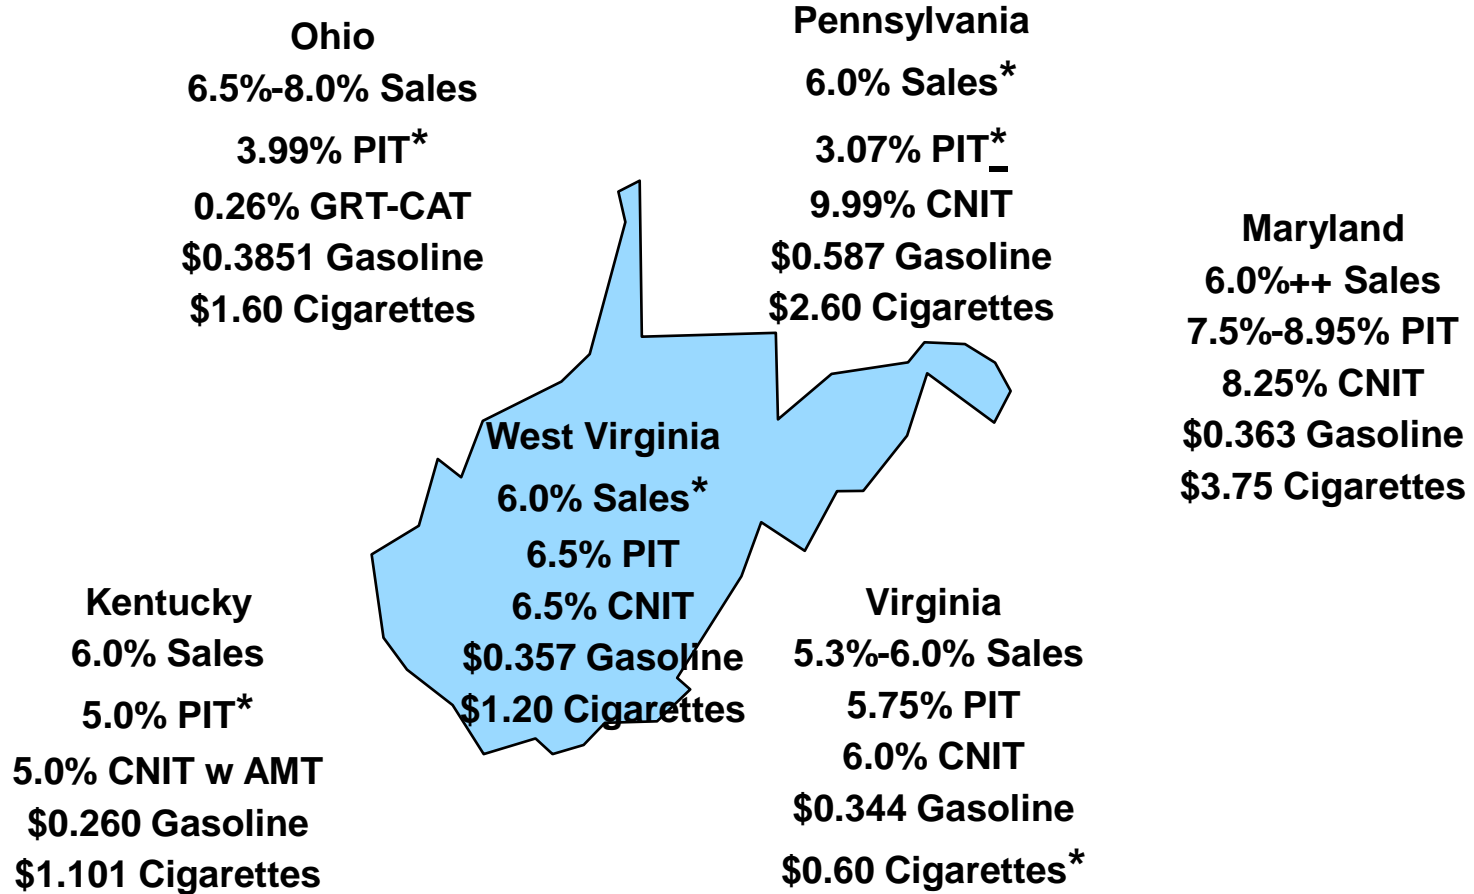 Ohio
6.5%-8.0% Sales
3.99% PIT*
0.26% GRT-CAT
$0.3851 Gasoline
$1.60 Cigarettes
Pennsylvania
6.0% Sales*
3.07% PIT*
9.99% CNIT
$0.587 Gasoline
$2.60 Cigarettes
Maryland
6.0%++ Sales
7.5%-8.95% PIT
8.25% CNIT
$0.363 Gasoline
$3.75 Cigarettes
West Virginia
6.0% Sales*
6.5% PIT
6.5% CNIT
$0.357 Gasoline
$1.20 Cigarettes
Kentucky
6.0% Sales
5.0% PIT*
5.0% CNIT w AMT
$0.260 Gasoline
$1.101 Cigarettes
Virginia
5.3%-6.0% Sales
5.75% PIT
6.0% CNIT
$0.344 Gasoline
$0.60 Cigarettes*